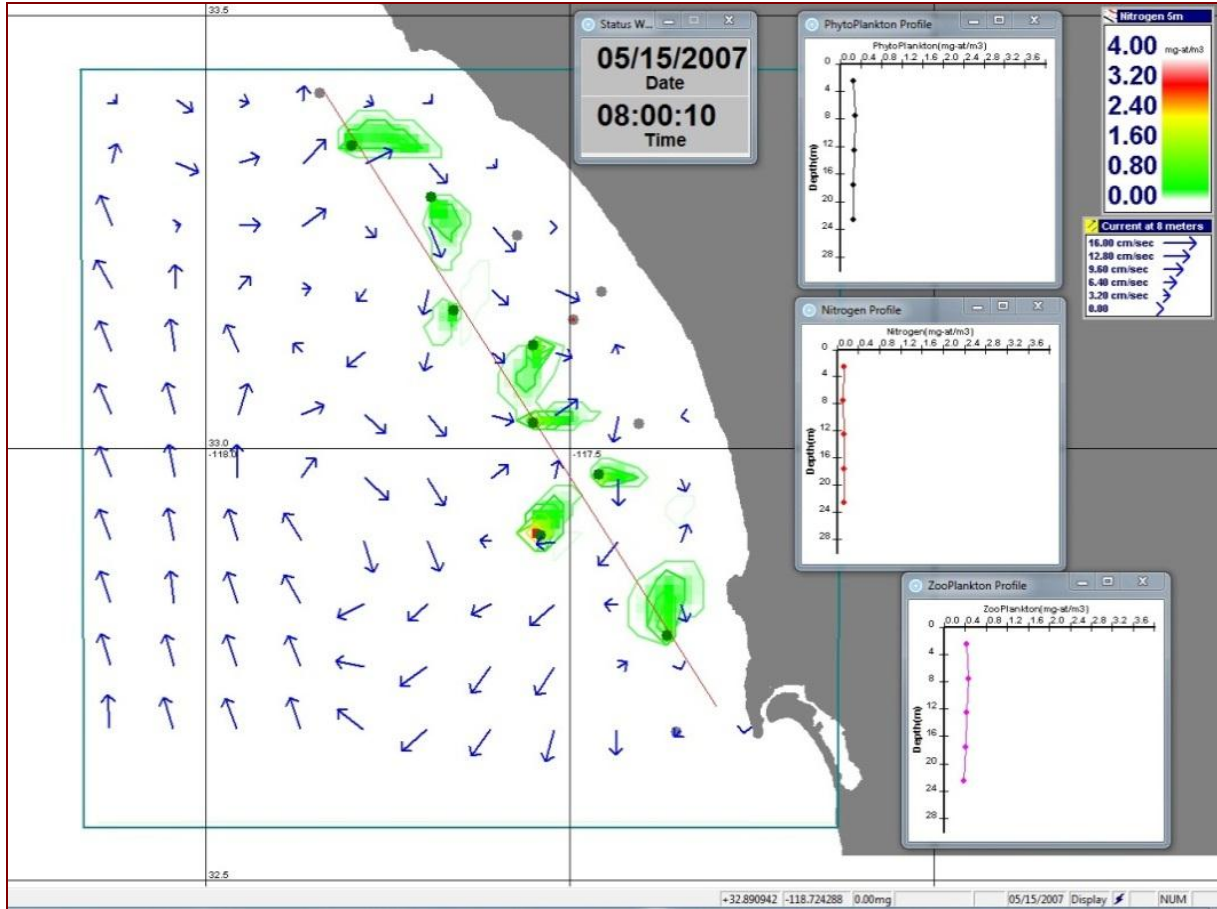 33.5
33.0
-118.0
-117.5
32.5
Status W...
05/15/2007
Date
08:00:10
Time
PhytoPlankton Profile
PhytoPlankton(mg-at/m3)
0.0 0.4 0.8 1.2 1.6 2.0 2.4 2.8 3.2 3.6
0
4
8
12
16
20
24
28
Depth(m)
Nitrogen 5m
4.00 mg-at/m3
3.20
2.40
1.60
0.80
0.00
Current at 8 meters
16.00 cm/sec
12.80 cm/sec
9.60 cm/sec
6.40 cm/sec
3.20 cm/sec
0.00
Nitrogen Profile
Nitrogen(mg-at/m3)
0.0 0.4 0.8 1.2 1.6 2.0 2.4 2.8 3.2 3.6
0
4
8
12
16
20
24
28
Depth(m)
ZooPlankton Profile
ZooPlankton(mg-at/m3)
0.0 0.4 0.8 1.2 1.6 2.0 2.4 2.8 3.2 3.6
0
4
8
12
16
20
24
28
Depth(m)
+32.890942 -118.724288 0.00mg 05/15/2007 Display NUM